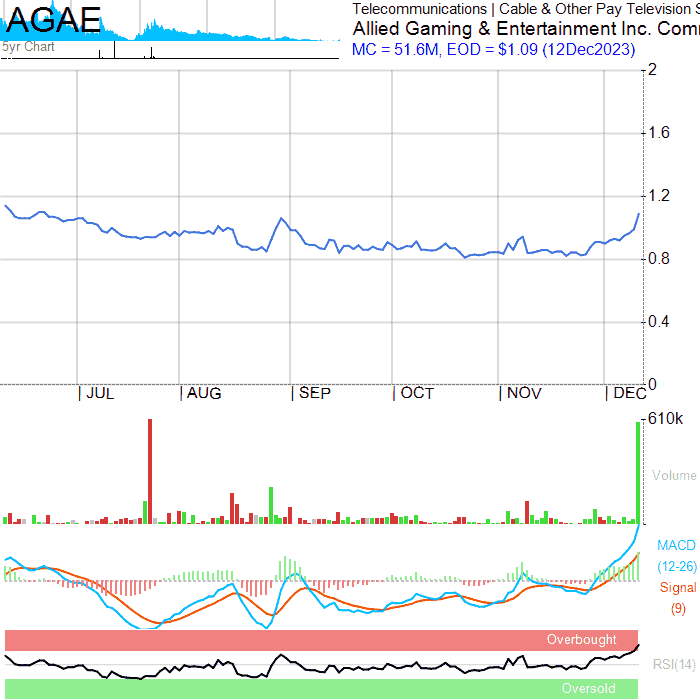 AGAE
5yr Chart
Telecommunications | Cable & Other Pay Television S
Allied Gaming & Entertainment Inc. Com
MC = 51.6M, EOD = $1.09 (12Dec2023)
2
1.6
1.2
0.8
0.4
0
JUL
AUG
SEP
OCT
NOV
DEC
610k
Volume
MACD
(12-26)
Signal
(9)
Overbought
RSI(14)
Oversold